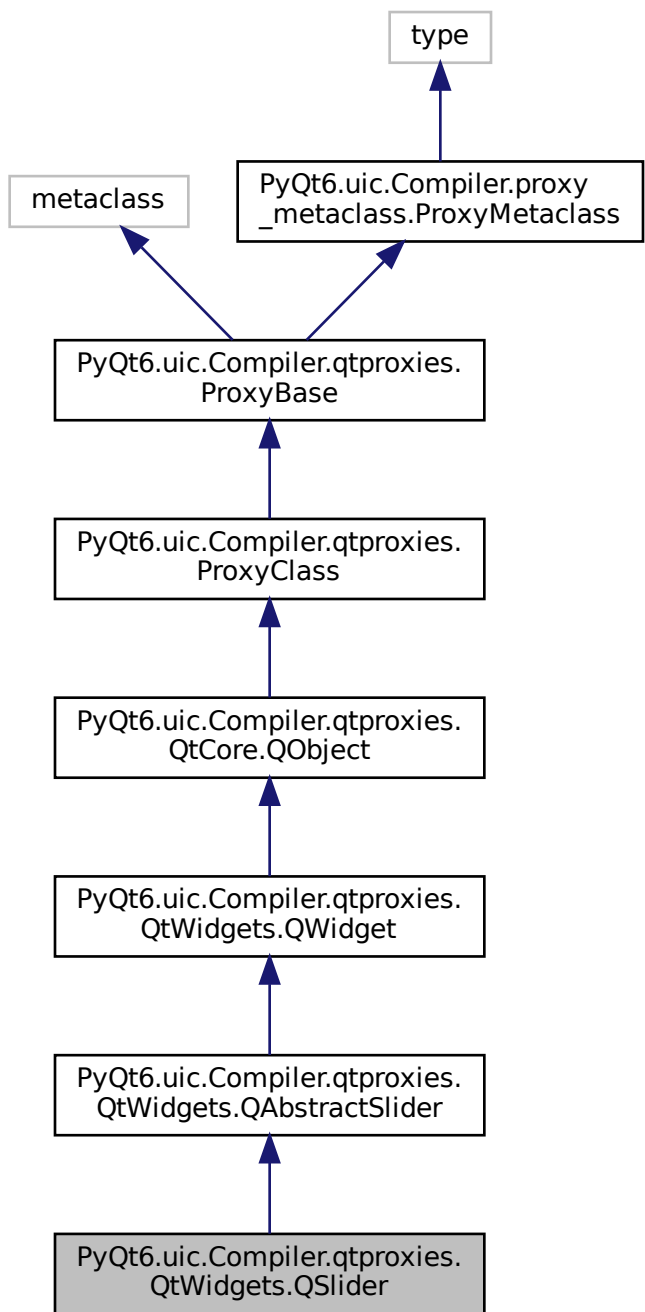 type
metaclass
PyQt6.uic.Compiler.proxy
_metaclass.ProxyMetaclass
PyQt6.uic.Compiler.qtproxies.
ProxyBase
PyQt6.uic.Compiler.qtproxies.
ProxyClass
PyQt6.uic.Compiler.qtproxies.
QtCore.QObject
PyQt6.uic.Compiler.qtproxies.
QtWidgets.QWidget
PyQt6.uic.Compiler.qtproxies.
QtWidgets.QAbstractSlider
PyQt6.uic.Compiler.qtproxies.
QtWidgets.QSlider